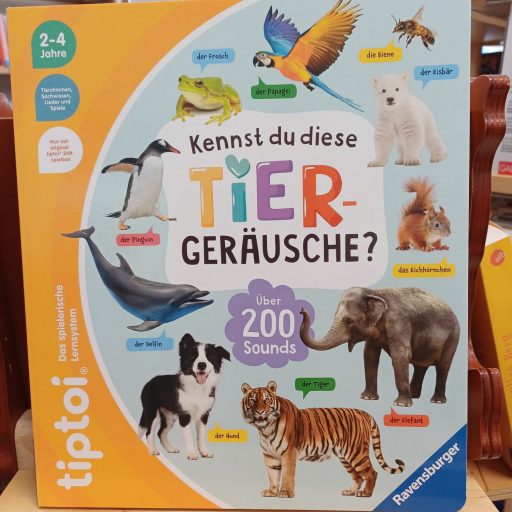 2-4
Jahre
Tierstimmen,
Sachwissen,
Lieder und
Spiele
Nur mit
original
tiptoi® Stift
spielbar
der Frosch
der Papagei
die Biene
der Eisbär
Kennst du diese
TiER-
GERÄUSCHE?
der Pinguin
das Eichhörnchen
Über
200
Sounds
der Delfin
der Tiger
der Elefant
der Hund
Das spielerische
Lernsystem
tiptoi®
Ravensburger